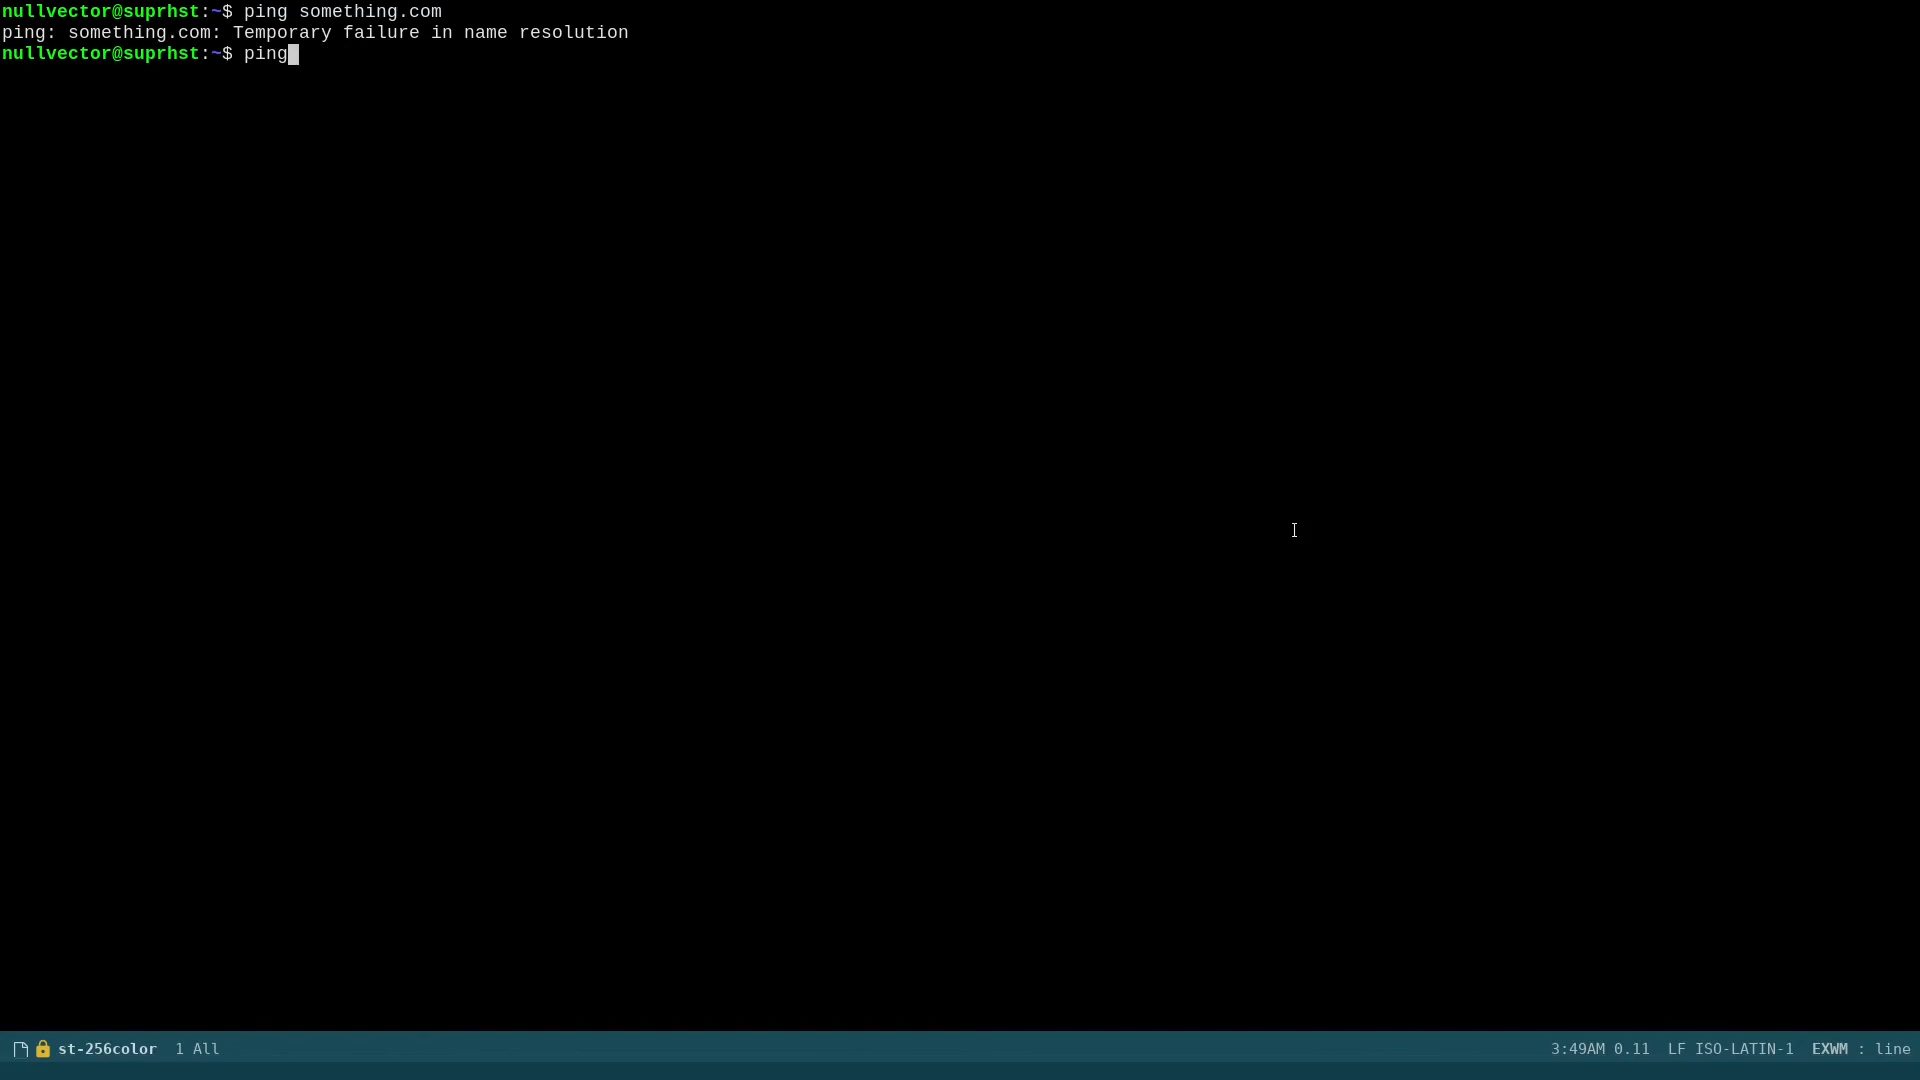 nullvector@suprhst:~$ ping something.com
ping: something.com: Temporary failure in name resolution
nullvector@suprhst:~$ ping
st-256color 1 All
3:49AM 0.11 LF ISO-LATIN-1 EXWM : line